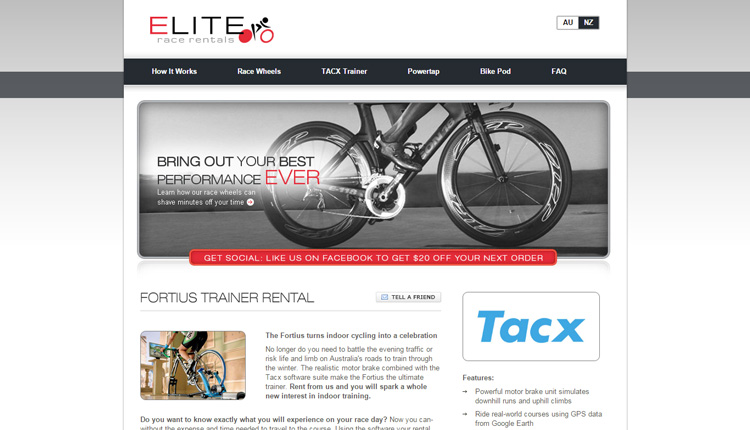 ELITE
race rentals
AU NZ
How It Works Race Wheels TACX Trainer Powertap Bike Pod FAQ
BRING OUT YOUR BEST
PERFORMANCE EVER
Learn how our race wheels can
shave minutes off your time
GET SOCIAL: LIKE US ON FACEBOOK TO GET $20 OFF YOUR NEXT ORDER
FORTIUS TRAINER RENTAL
TELL A FRIEND
The Fortius turns indoor cycling into a celebration
No longer do you need to battle the evening traffic or
risk life and limb on Australia's roads to train through
the winter. The realistic motor brake combined with the
Tacx software suite make the Fortius the ultimate
trainer. Rent from us and you will spark a whole
new interest in indoor training.
Do you want to know exactly what you will experience on your race day? Now you can-
without the expense and time needed to travel to the course. Using the software your rental
Tacx
Features:
Powerful motor brake unit simulates
downhill runs and uphill climbs
Ride real-world courses using GPS data
from Google Earth